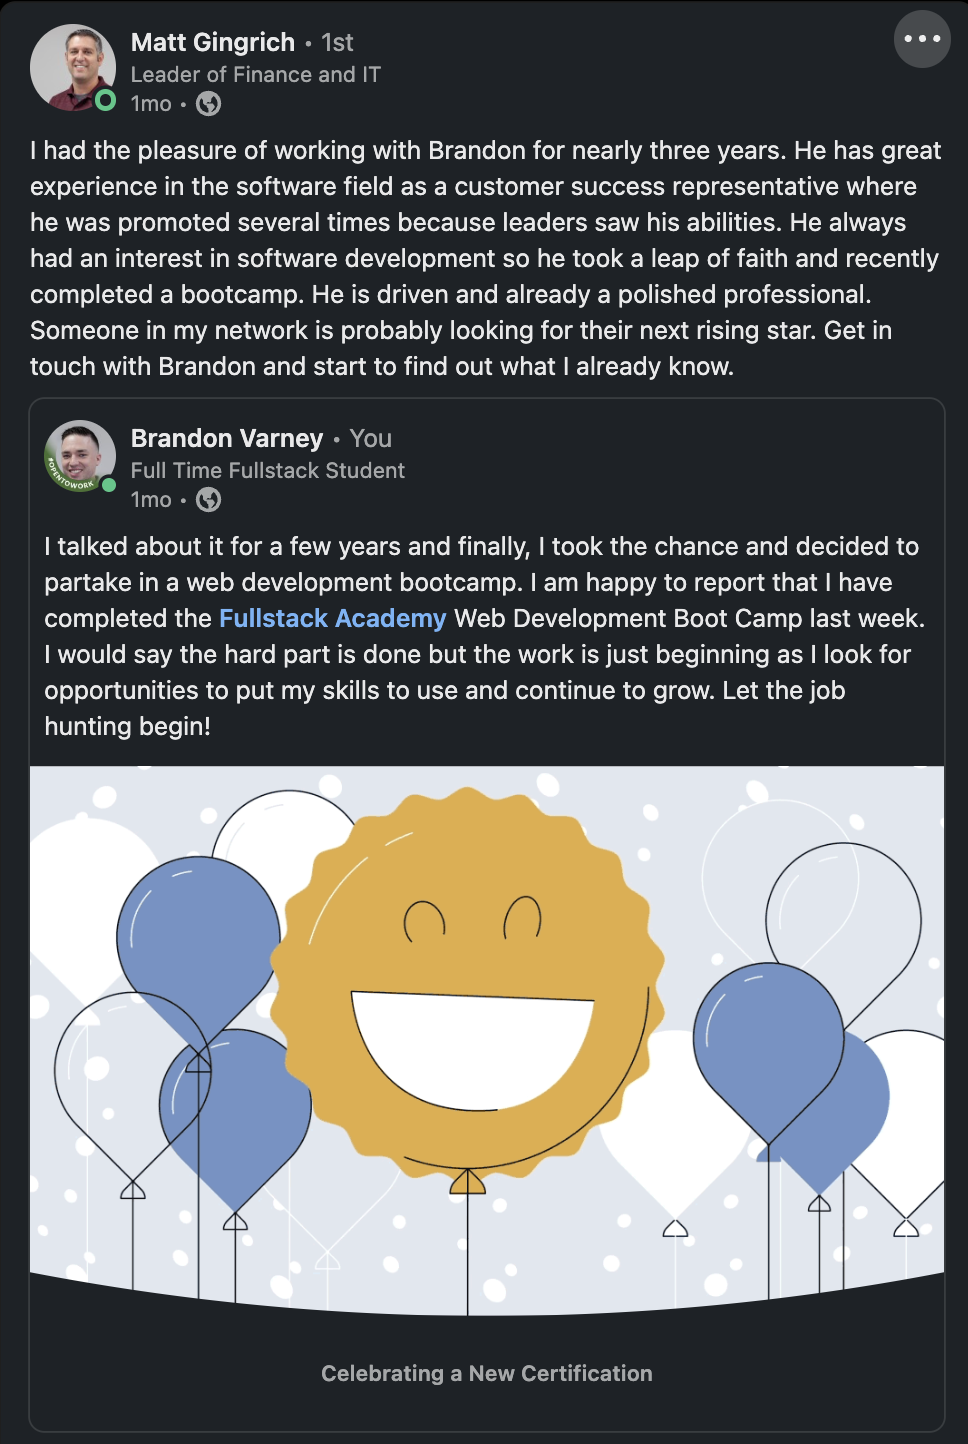 Matt Gingrich • 1st
Leader of Finance and IT
1mo •
I had the pleasure of working with Brandon for nearly three years. He has great
experience in the software field as a customer success representative where
he was promoted several times because leaders saw his abilities. He always
had an interest in software development so he took a leap of faith and recently
completed a bootcamp. He is driven and already a polished professional.
Someone in my network is probably looking for their next rising star. Get in
touch with Brandon and start to find out what I already know.
#OPENTOWORK
Brandon Varney • You
Full Time Fullstack Student
1mo •
I talked about it for a few years and finally, I took the chance and decided to
partake in a web development bootcamp. I am happy to report that I have
completed the Fullstack Academy Web Development Boot Camp last week.
I would say the hard part is done but the work is just beginning as I look for
opportunities to put my skills to use and continue to grow. Let the job
hunting begin!
Celebrating a New Certification